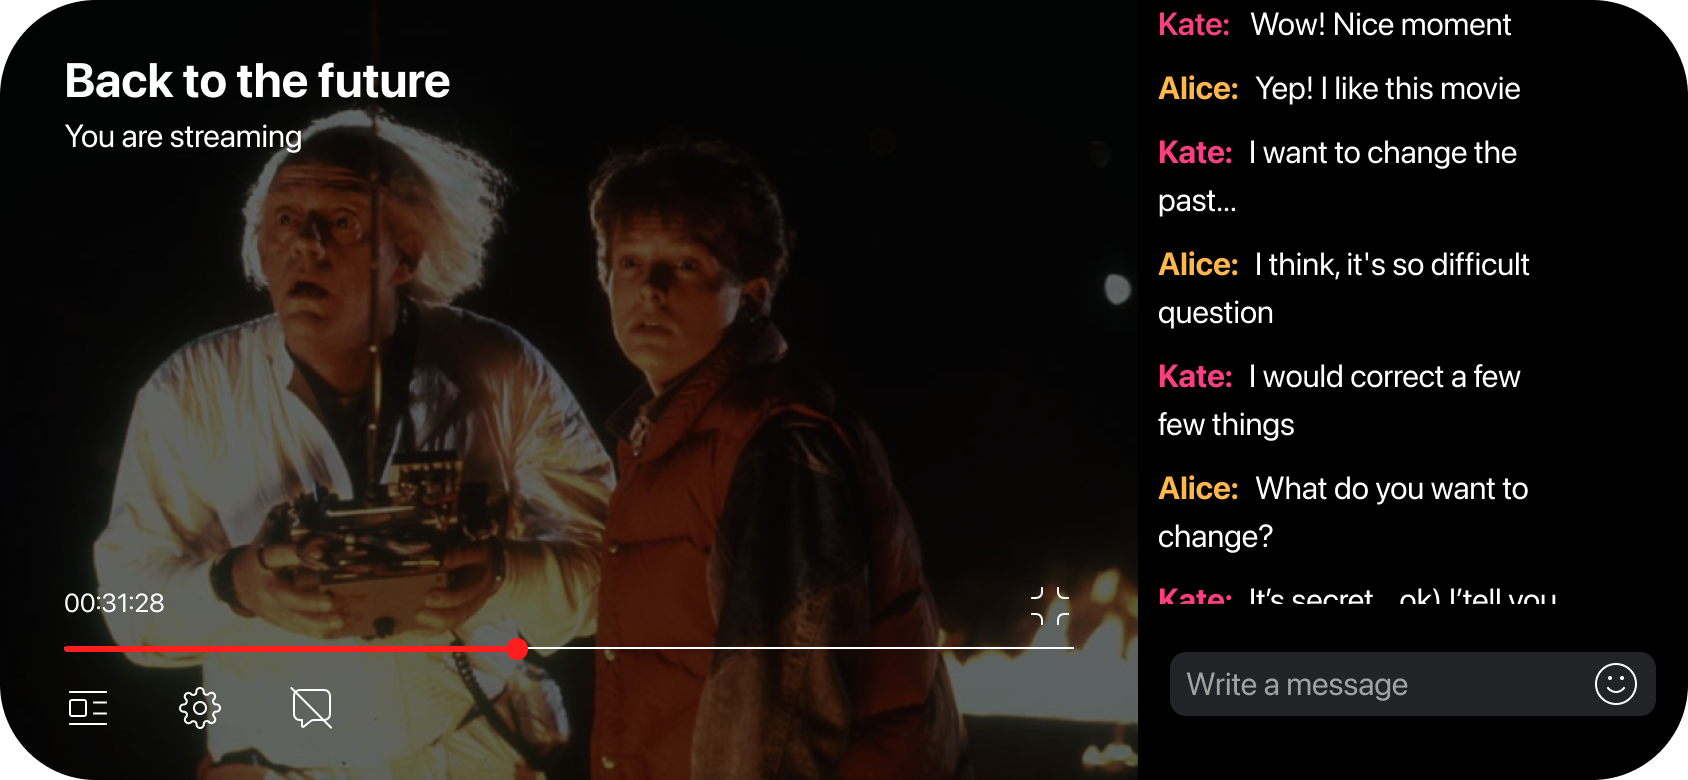 Back to the future
You are streaming
00:31:28
Kate: Wow! Nice moment
Alice: Yep! I like this movie
Kate: I want to change the
past...
Alice: I think, it's so difficult
question
Kate: I would correct a few
few things
Alice: What do you want to
change?
Kate: It’s secret... ok) I’tell you
Write a message